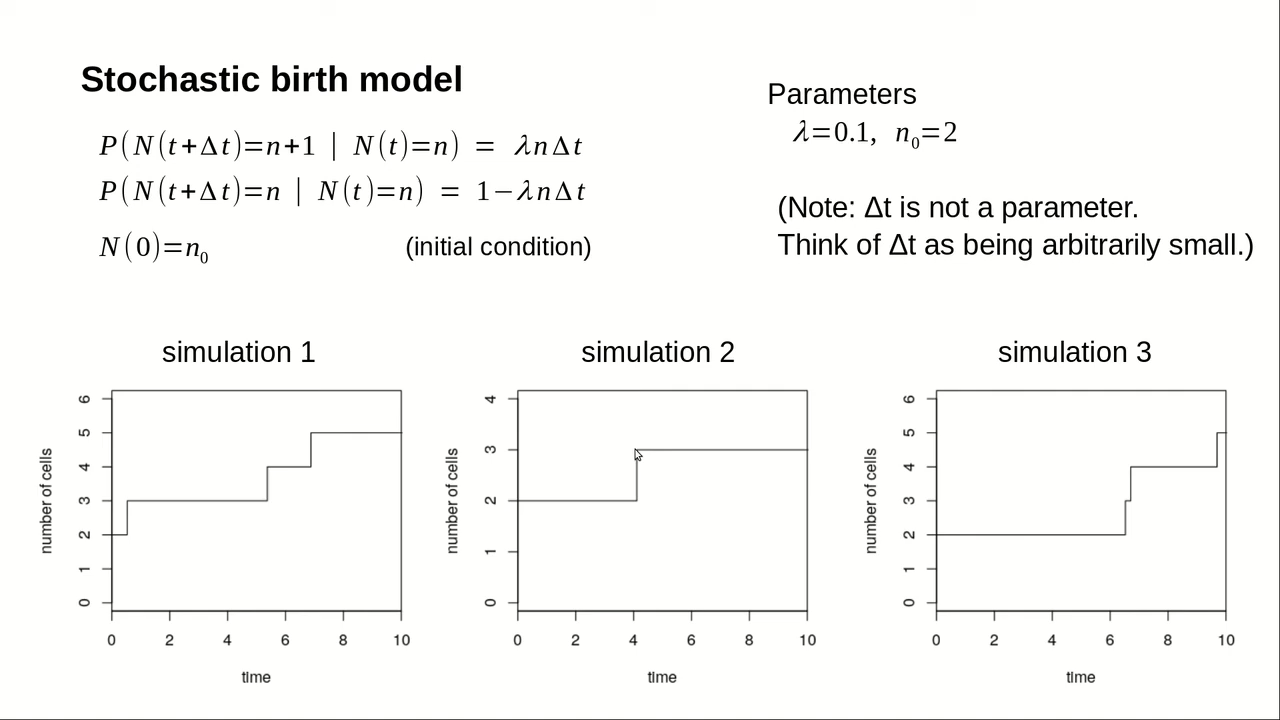 Stochastic birth model
P(N(t+Δt)=n+1 | N(t)=n) = λnΔt
P(N(t+Δt)=n | N(t)=n) = 1−λnΔt
N(0)=n₀ (initial condition)
Parameters
λ=0.1, n₀=2
(Note: Δt is not a parameter.
Think of Δt as being arbitrarily small.)
simulation 1
number of cells
6
5
4
3
2
1
0
0 2 4 6 8 10
time
simulation 2
number of cells
4
3
2
1
0
0 2 4 6 8 10
time
simulation 3
number of cells
6
5
4
3
2
1
0
0 2 4 6 8 10
time